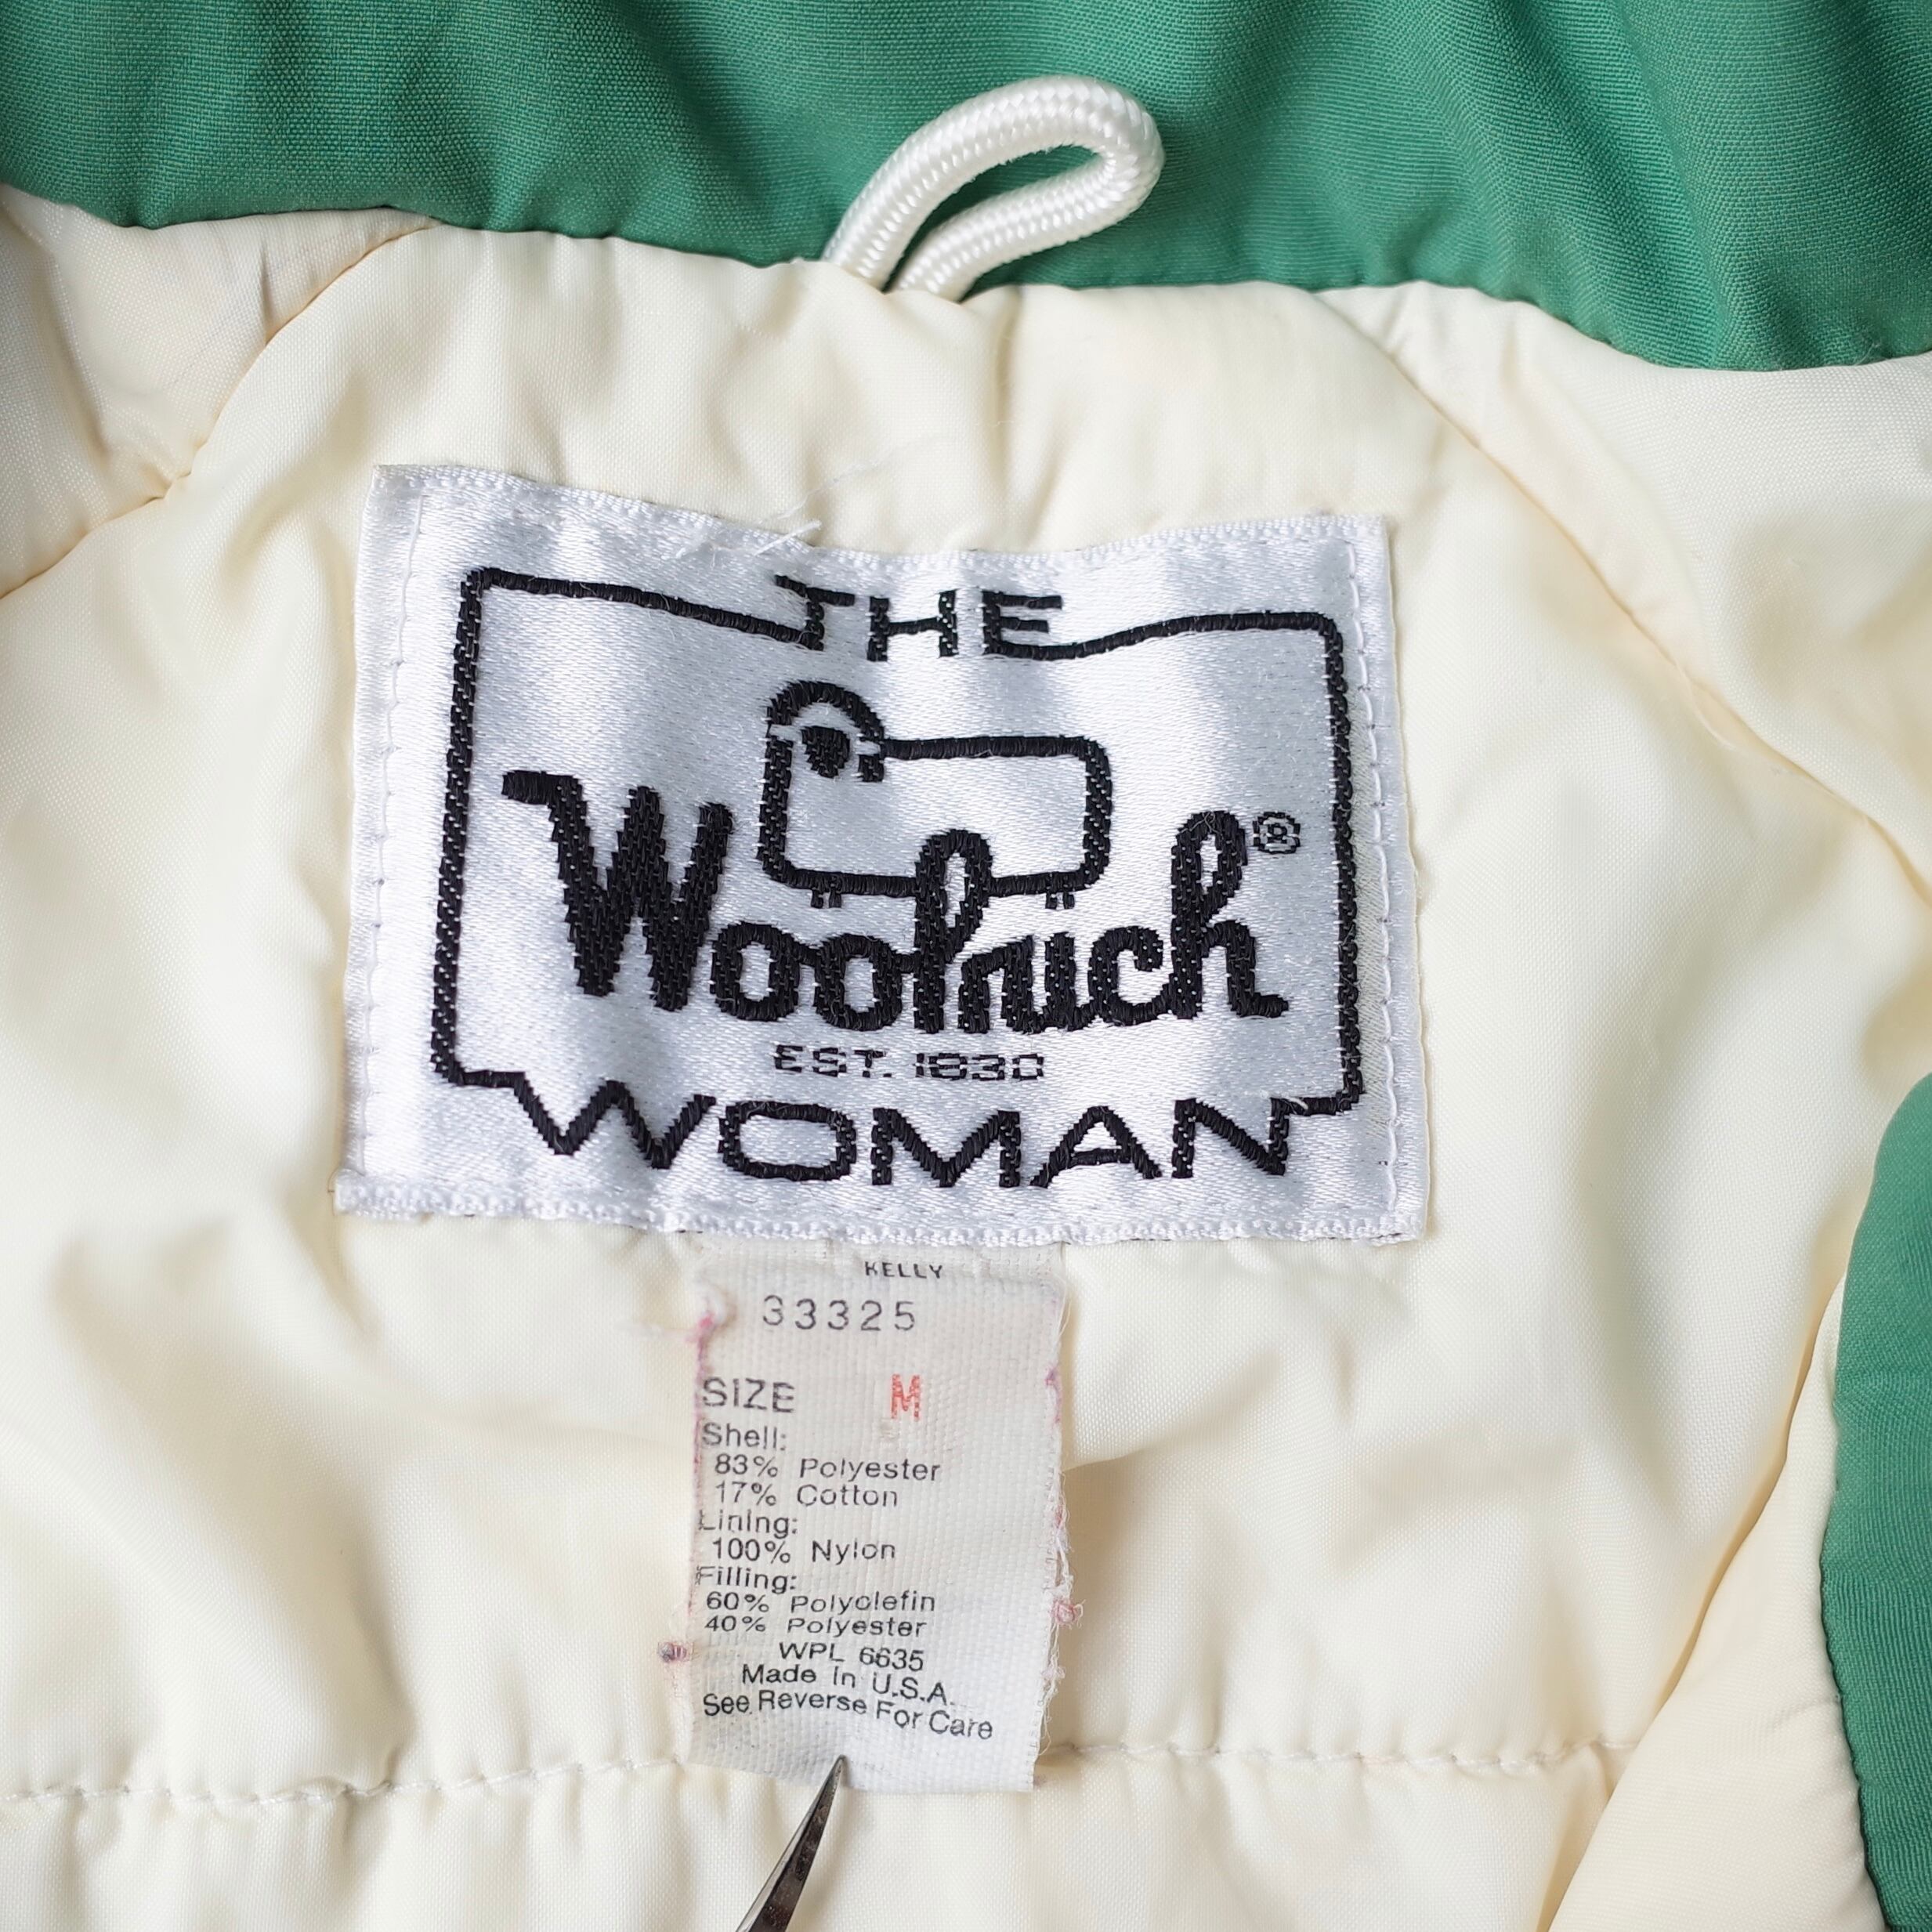 THE
Woolrich®
EST. 1830
WOMAN
KELLY
33325
SIZE M
Shell:
83% Polyester
17% Cotton
Lining:
100% Nylon
Filling:
60% Polyolefin
40% Polyester
WPL 6635
Made In U.S.A.
See Reverse For Care